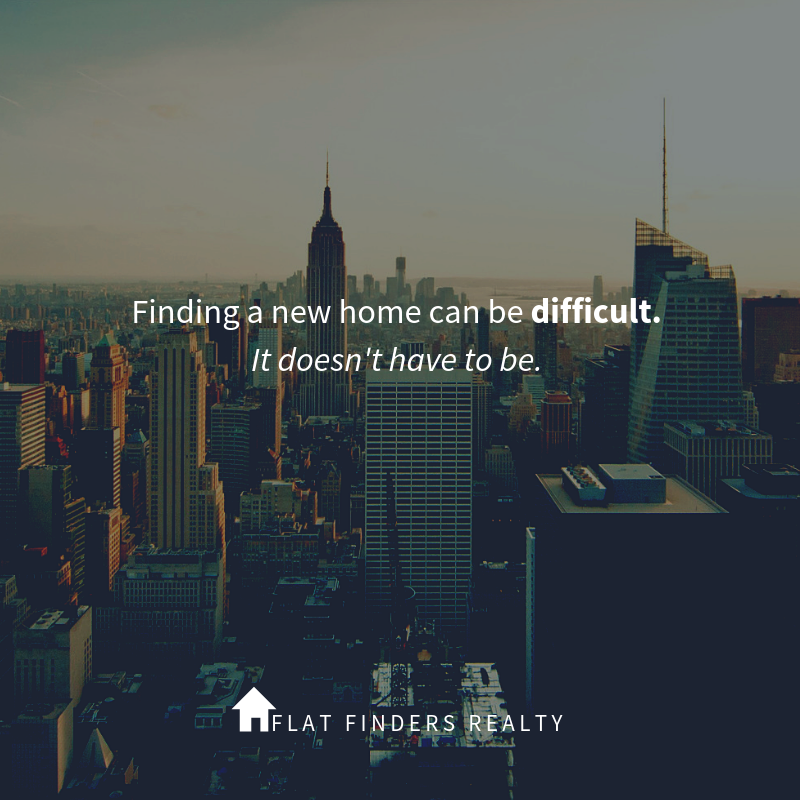 Finding a new home can be difficult.
It doesn't have to be.
FLAT FINDERS REALTY